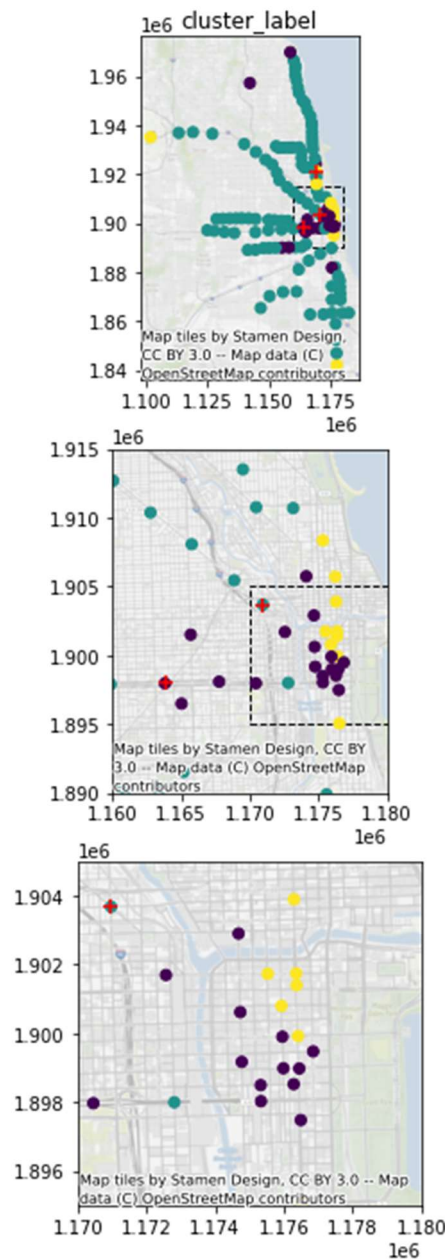 1e6 cluster_label
1.96
1.94
1.92
1.90
1.88
1.86
1.84
Map tiles by Stamen Design,
CC BY 3.0 -- Map data (C)
OpenStreetMap contributors
1.100 1.125 1.150 1.175
1e6
1e6
1.915
1.910
1.905
1.900
1.895
1.890
Map tiles by Stamen Design, CC BY
3.0 -- Map data (C) OpenStreetMap
contributors
1.160 1.165 1.170 1.175 1.180
1e6
1e6
1.904
1.902
1.900
1.898
1.896
Map tiles by Stamen Design, CC BY 3.0 -- Map
data (C) OpenStreetMap contributors
1.170 1.172 1.174 1.176 1.178 1.180
1e6